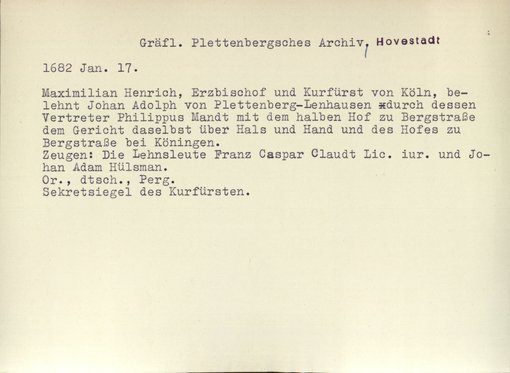 Gräfl. Plettenbergsches Archiv, Hovestadt
1682 Jan. 17.
Maximilian Henrich, Erzbischof und Kurfürst von Köln, be-
lehnt Johan Adolph von Plettenberg-Lenhausen durch dessen
Vertreter Philippus Mandt mit dem halben Hof zu Bergstraße
dem Gericht daselbst über Hals und Hand und des Hofes zu
Bergstraße bei Köningen.
Zeugen: Die Lehnsleute Franz Caspar Claudt Lic. iur. und Jo-
han Adam Hülsman.
Or., dtsch., Perg.
Sekretsiegel des Kurfürsten.